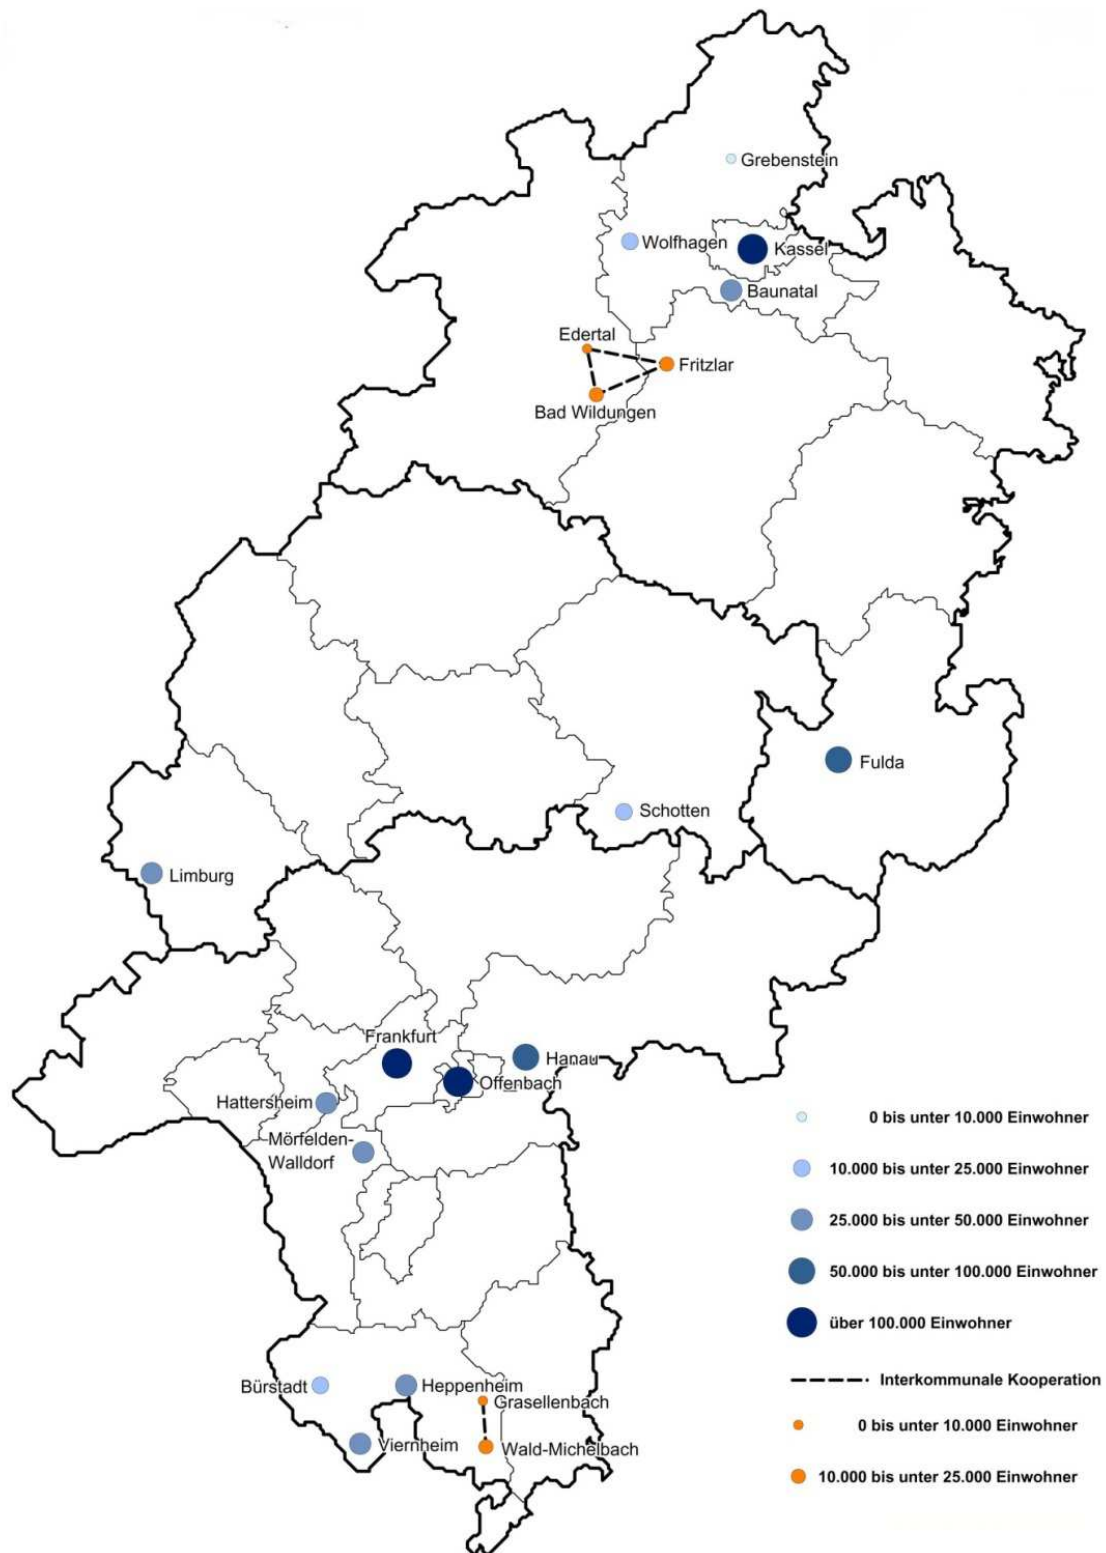 Grebenstein
Wolfhagen
Kassel
Baunatal
Edertal
Fritzlar
Bad Wildungen
Fulda
Schotten
Limburg
Frankfurt
Hanau
Offenbach
Hattersheim
Mörfelden-
Walldorf
0 bis unter 10.000 Einwohner
10.000 bis unter 25.000 Einwohner
25.000 bis unter 50.000 Einwohner
50.000 bis unter 100.000 Einwohner
über 100.000 Einwohner
Interkommunale Kooperation
0 bis unter 10.000 Einwohner
10.000 bis unter 25.000 Einwohner
Bürstadt
Heppenheim
Grasellenbach
Viernheim
Wald-Michelbach